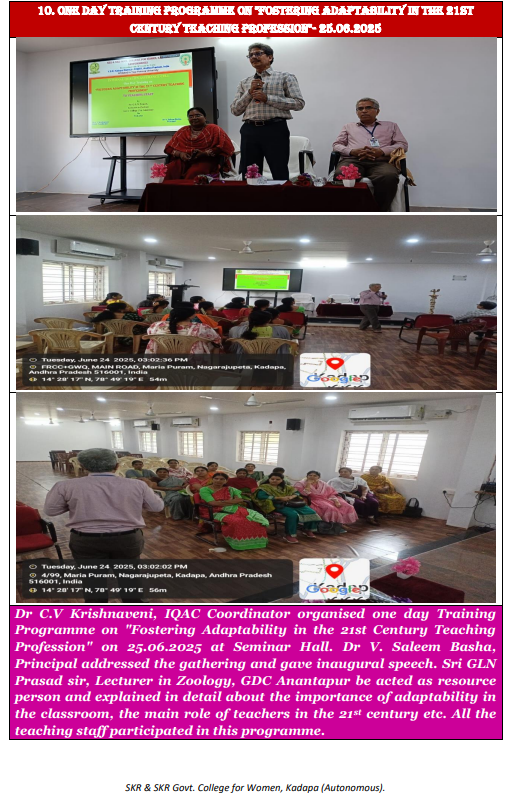 10. ONE DAY TRAINING PROGRAMME ON "FOSTERING ADAPTABILITY IN THE 21ST
CENTURY TEACHING PROFESSION"- 25.06.2025
Tuesday, June 24 2025, 03:02:36 PM
FRCC+GWQ, MAIN ROAD, Maria Puram, Nagarajupeta, Kadapa,
Andhra Pradesh 516001, India
14° 28' 17" N, 78° 49' 19" E 54m
Google
Tuesday, June 24 2025, 03:02:02 PM
4/99, Maria Puram, Nagarajupeta, Kadapa, Andhra Pradesh
516001, India
14° 28' 17" N, 78° 49' 19" E 56m
Google
Dr C.V Krishnaveni, IQAC Coordinator organised one day Training
Programme on "Fostering Adaptability in the 21st Century Teaching
Profession" on 25.06.2025 at Seminar Hall. Dr V. Saleem Basha,
Principal addressed the gathering and gave inaugural speech. Sri GLN
Prasad sir, Lecturer in Zoology, GDC Anantapur be acted as resource
person and explained in detail about the importance of adaptability in
the classroom, the main role of teachers in the 21st century etc. All the
teaching staff participated in this programme.
SKR & SKR Govt. College for Women, Kadapa (Autonomous).